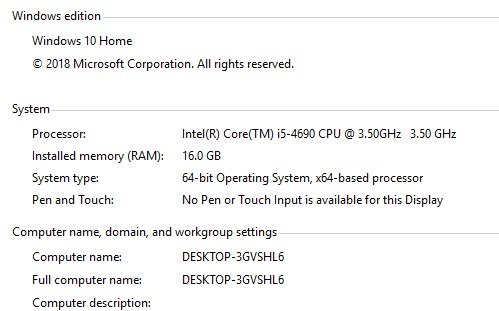 Windows edition
Windows 10 Home
© 2018 Microsoft Corporation. All rights reserved.
System
Processor: Intel(R) Core(TM) i5-4690 CPU @ 3.50GHz 3.50 GHz
Installed memory (RAM): 16.0 GB
System type: 64-bit Operating System, x64-based processor
Pen and Touch: No Pen or Touch Input is available for this Display
Computer name, domain, and workgroup settings
Computer name: DESKTOP-3GVSHL6
Full computer name: DESKTOP-3GVSHL6
Computer description: